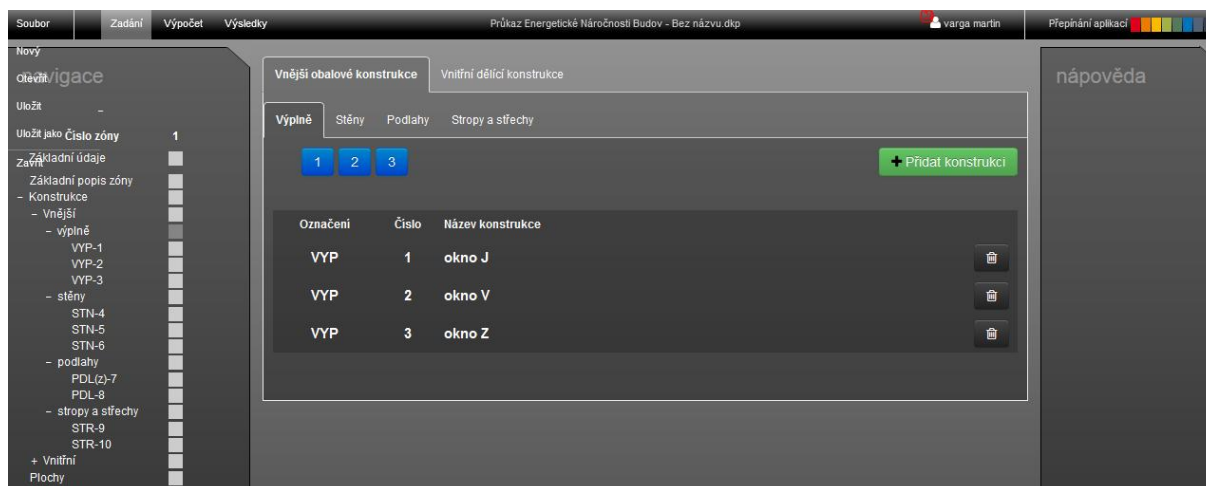 Soubor Zadání Výpočet Výsledky Průkaz Energetické Náročnosti Budov - Bez názvu.dkp varga martin Přepínání aplikací
Nový
Otevřít
navigace
Uložit
–
Uložit jako
Číslo zóny 1
Zavřít
Základní údaje
Základní popis zóny
– Konstrukce
– Vnější
– výplně
VYP-1
VYP-2
VYP-3
– stěny
STN-4
STN-5
STN-6
– podlahy
PDL(z)-7
PDL-8
– stropy a střechy
STR-9
STR-10
+ Vnitřní
Plochy
Vnější obalové konstrukce Vnitřní dělící konstrukce
Výplně Stěny Podlahy Stropy a střechy
1 2 3 Přidat konstrukci
Označení Číslo Název konstrukce
VYP 1 okno J
VYP 2 okno V
VYP 3 okno Z
nápověda